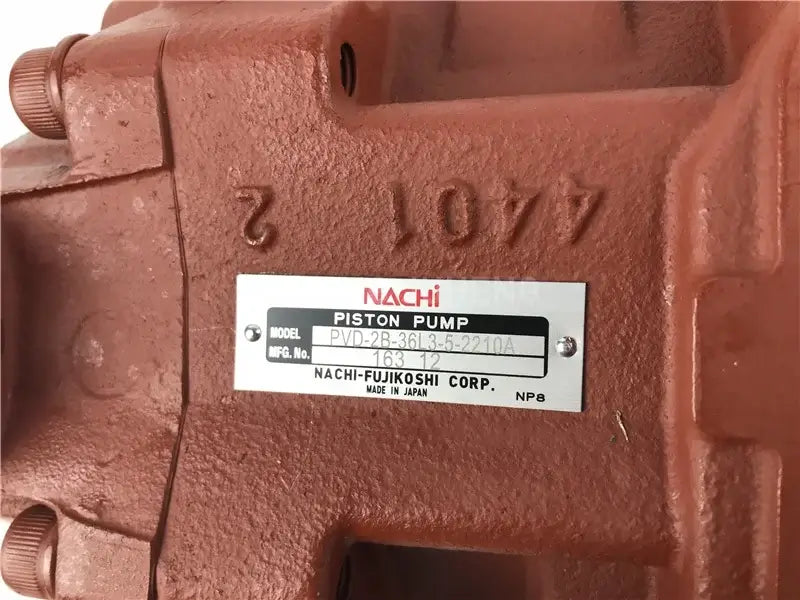 4401 2
NACHi
PISTON PUMP
MODEL PVD-2B-36L3-5-2210A
MFG. No. 163 12
NACHI-FUJIKOSHI CORP.
MADE IN JAPAN
NP8